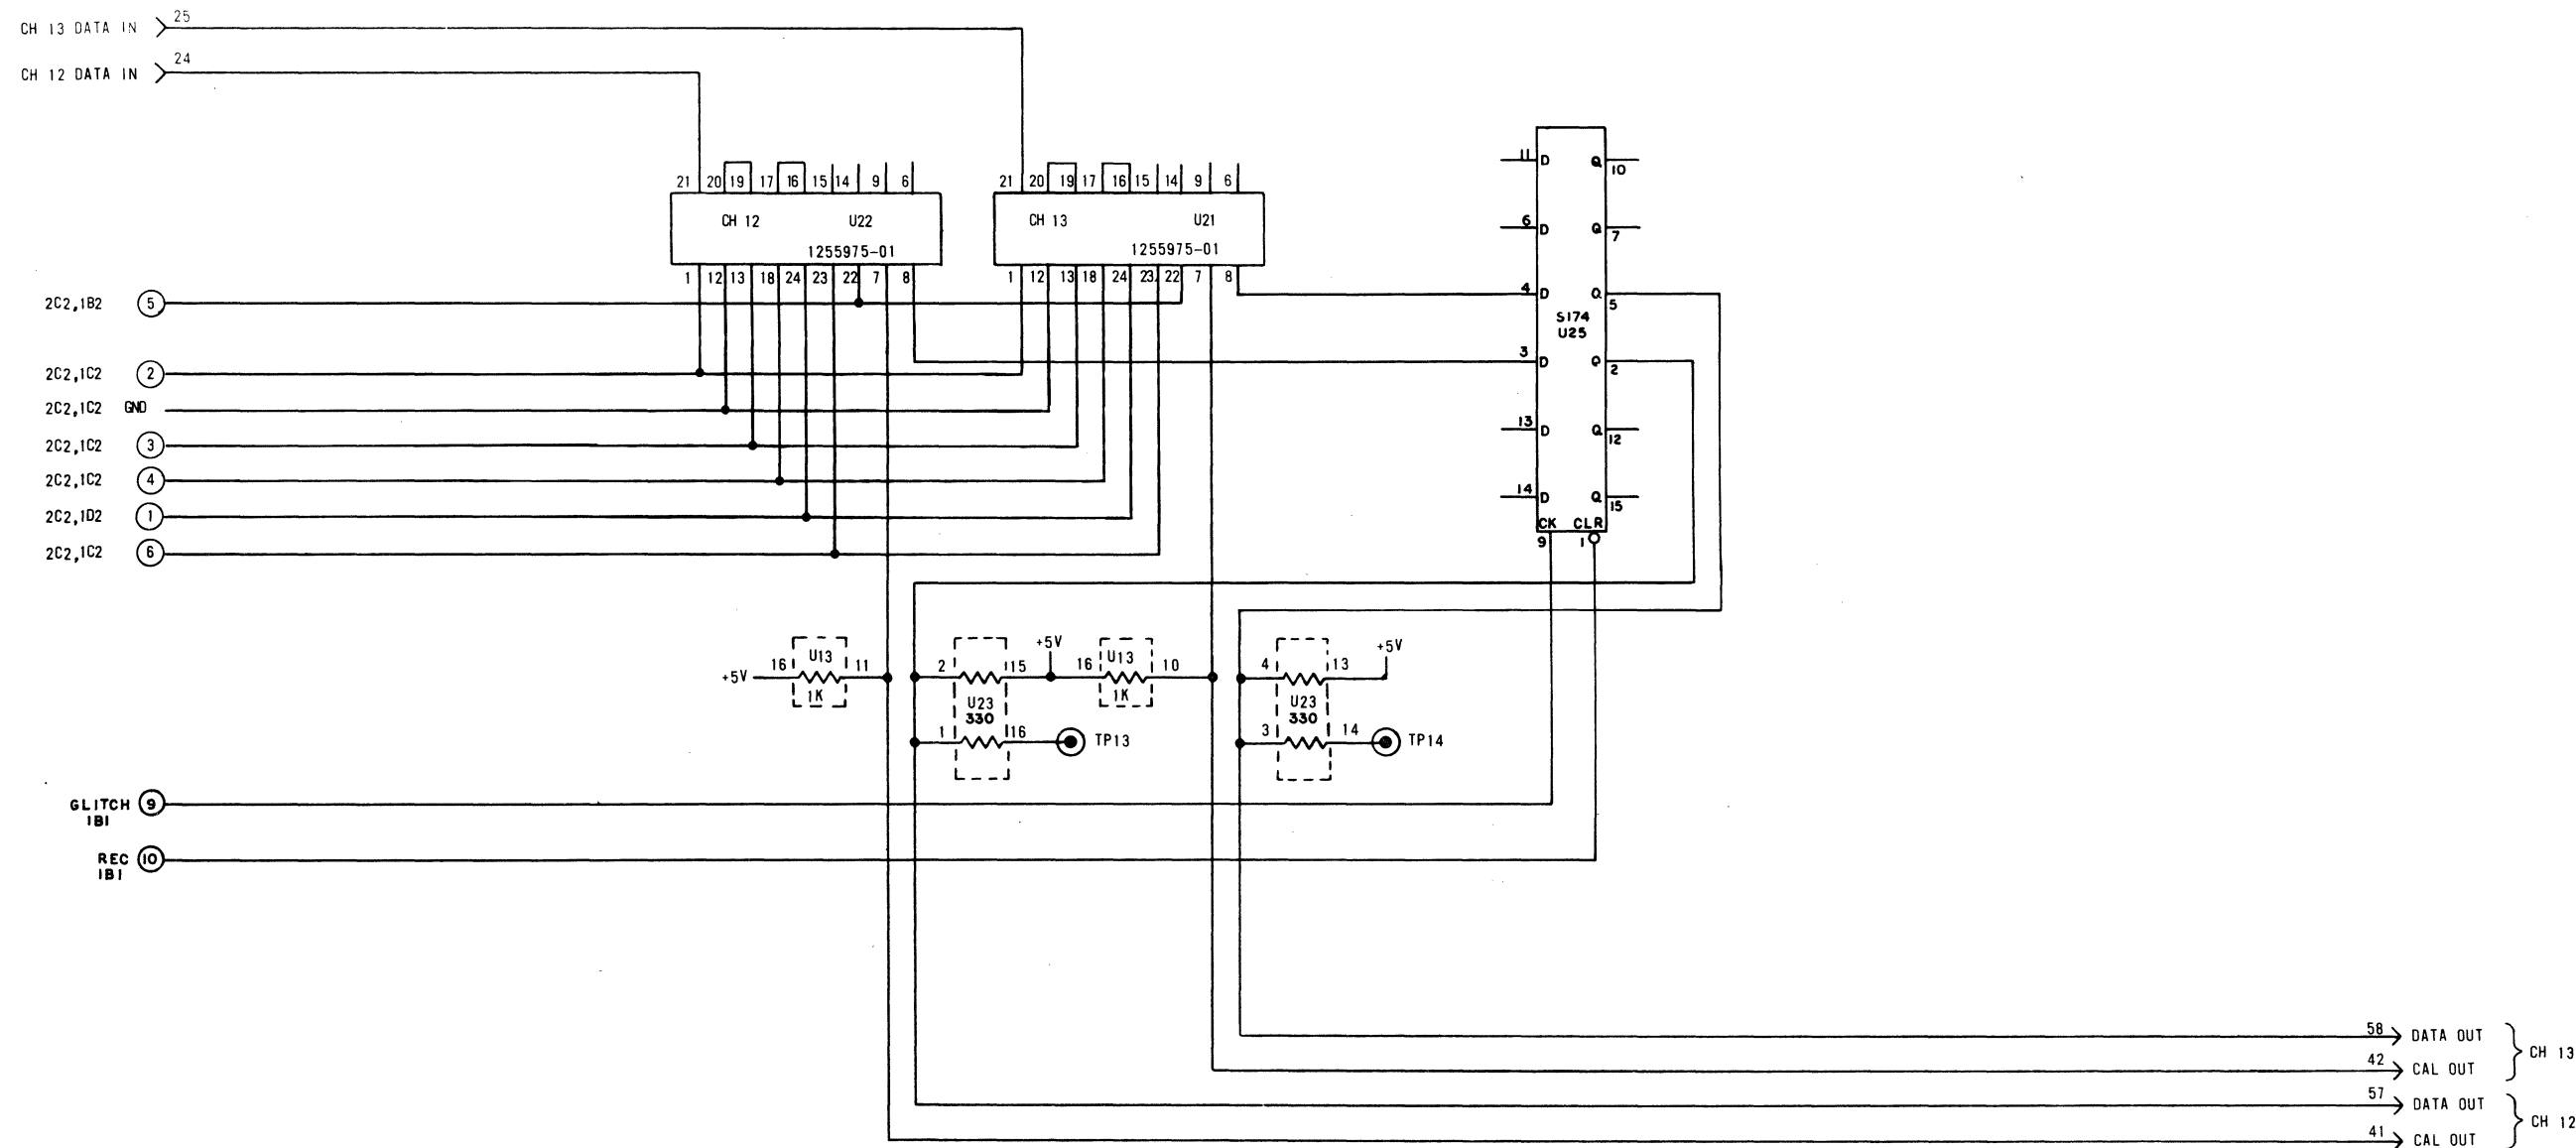 CH 13 DATA IN 25
CH 12 DATA IN 24
21 20 19 17 16 15 14 9 6
CH 12 U22
1255975-01
1 12 13 18 24 23 22 7 8
21 20 19 17 16 15 14 9 6
CH 13 U21
1255975-01
1 12 13 18 24 23 22 7 8
11 D Q 10
6 D Q 7
4 D Q 5
S174
U25
3 D Q 2
13 D Q 12
14 D Q 15
CK CLR
9 1
2C2,1B2 5
2C2,1C2 2
2C2,1C2 GND
2C2,1C2 3
2C2,1C2 4
2C2,1D2 1
2C2,1C2 6
+5V 16 U13 11
1K
2 15 +5V 16 U13 10
1K
U23
330
1 16 TP13
4 13 +5V
U23
330
3 14 TP14
GLITCH 9
1B1
REC 10
1B1
58 DATA OUT
42 CAL OUT
CH 13
57 DATA OUT
41 CAL OUT
CH 12